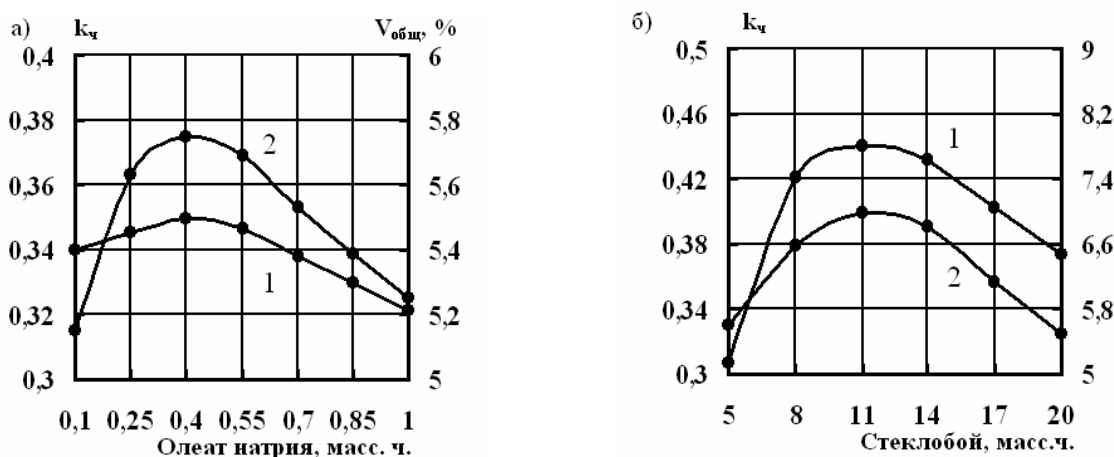 а) kч Vобщ, %
0,4 6
0,38 5,8
2
0,36 5,6
0,34 5,4
1
0,32 5,2
0,3 5
0,1 0,25 0,4 0,55 0,7 0,85 1
Олеат натрия, масс. ч.
б) kч
0,5 9
0,46 8,2
1
0,42 7,4
0,38 6,6
2
0,34 5,8
0,3 5
5 8 11 14 17 20
Стеклобой, масс.ч.